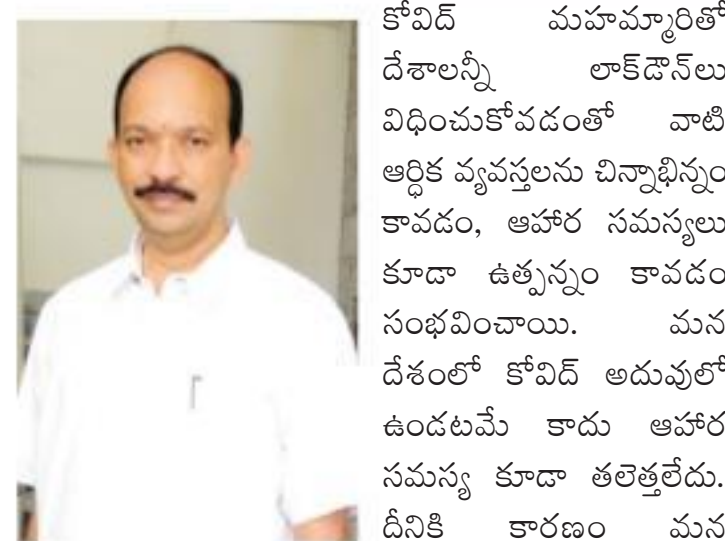 కోవిడ్ మహమ్మారితో
దేశాలన్నీ లాక్‌డౌన్‌లు
విధించుకోవడంతో వాటి
ఆర్ధిక వ్యవస్తలను చిన్నాభిన్నం
కావడం, ఆహార సమస్యలు
కూడా ఉత్పన్నం కావడం
సంభవించాయి. మన
దేశంలో కోవిడ్ అదువులో
ఉండటమే కాదు ఆహార
సమస్య కూడా తలెత్తలేదు.
దీనికి కారణం మన